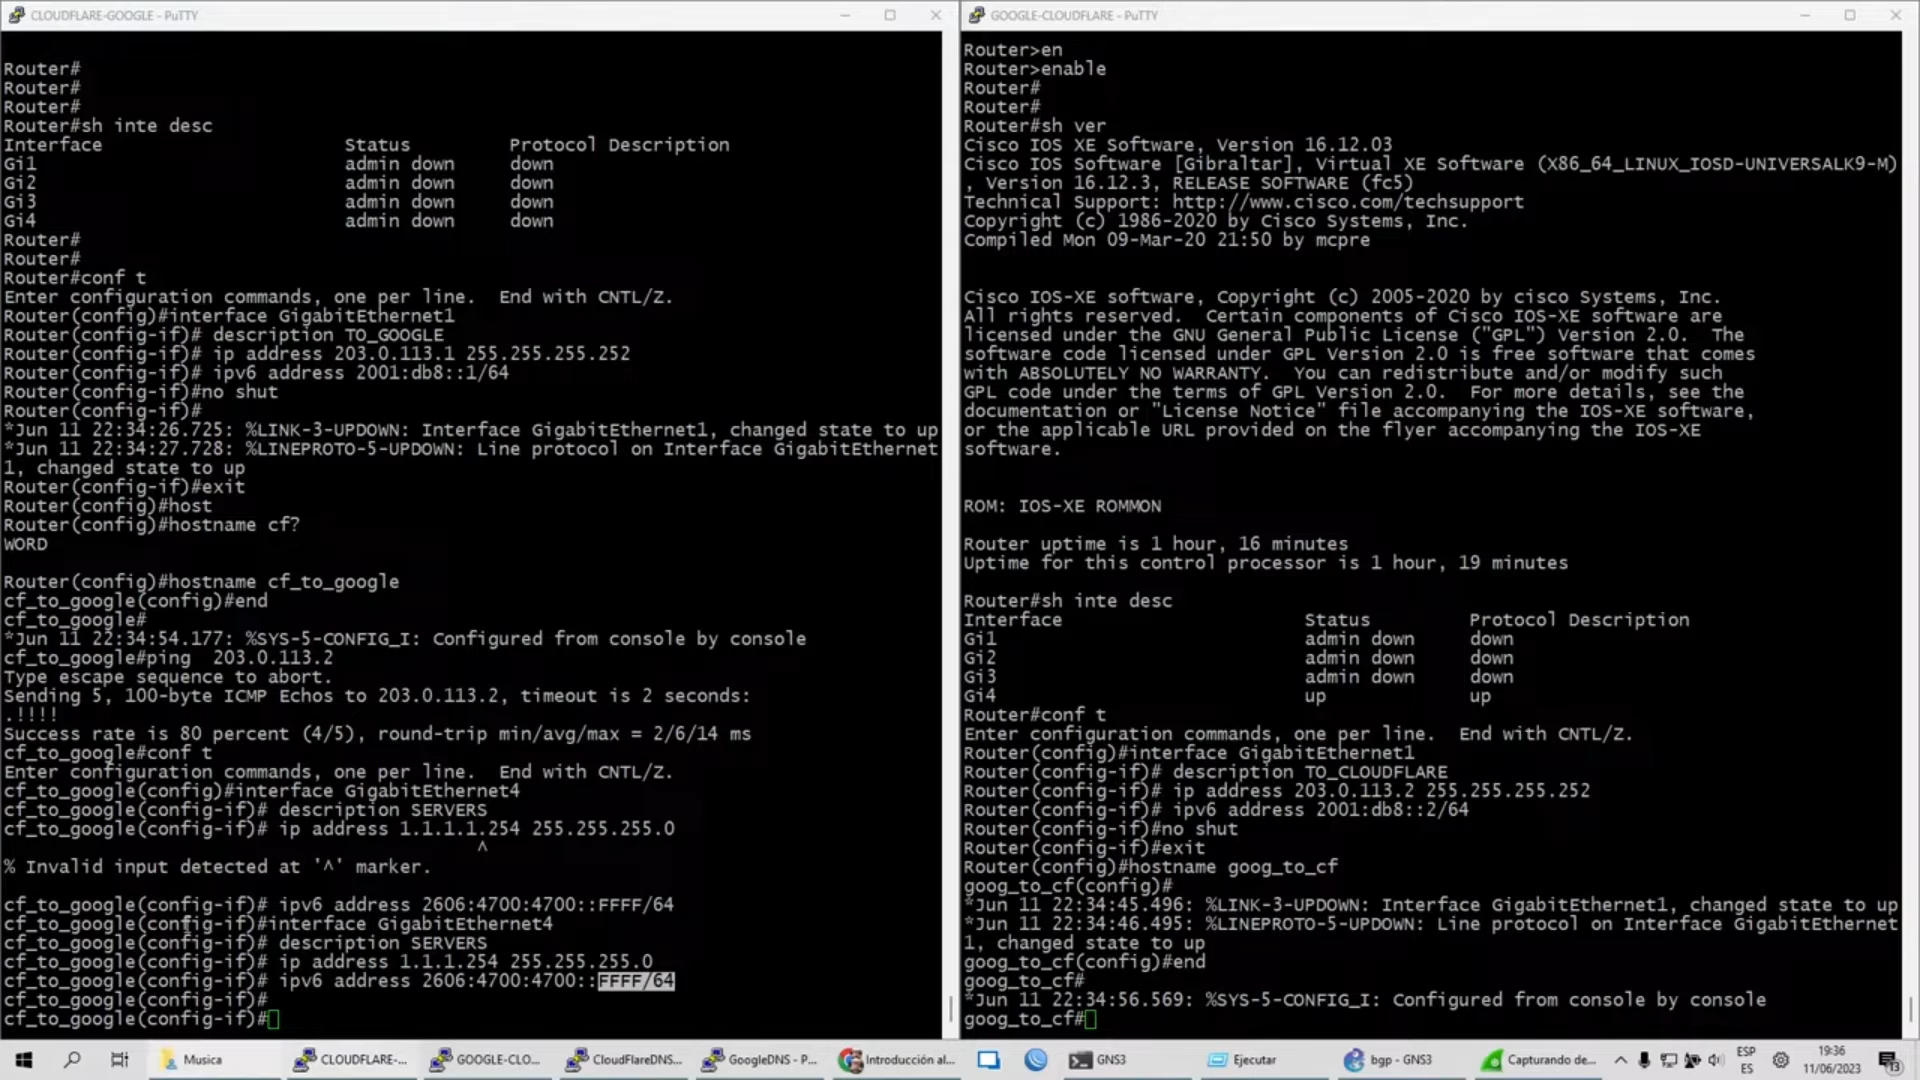 CLOUDFLARE-GOOGLE - PuTTY
Router#
Router#
Router#
Router#sh inte desc
Interface Status Protocol Description
Gi1 admin down down
Gi2 admin down down
Gi3 admin down down
Gi4 admin down down
Router#
Router#
Router#conf t
Enter configuration commands, one per line. End with CNTL/Z.
Router(config)#interface GigabitEthernet1
Router(config-if)# description TO_GOOGLE
Router(config-if)# ip address 203.0.113.1 255.255.255.252
Router(config-if)# ipv6 address 2001:db8::1/64
Router(config-if)#no shut
Router(config-if)#
*Jun 11 22:34:26.725: %LINK-3-UPDOWN: Interface GigabitEthernet1, changed state to up
*Jun 11 22:34:27.728: %LINEPROTO-5-UPDOWN: Line protocol on Interface GigabitEthernet
1, changed state to up
Router(config-if)#exit
Router(config)#host
Router(config)#hostname cf?
WORD
Router(config)#hostname cf_to_google
cf_to_google(config)#end
cf_to_google#
*Jun 11 22:34:54.177: %SYS-5-CONFIG_I: Configured from console by console
cf_to_google#ping 203.0.113.2
Type escape sequence to abort.
Sending 5, 100-byte ICMP Echos to 203.0.113.2, timeout is 2 seconds:
.!!!!
Success rate is 80 percent (4/5), round-trip min/avg/max = 2/6/14 ms
cf_to_google#conf t
Enter configuration commands, one per line. End with CNTL/Z.
cf_to_google(config)#interface GigabitEthernet4
cf_to_google(config-if)# description SERVERS
cf_to_google(config-if)# ip address 1.1.1.1.254 255.255.255.0
^
% Invalid input detected at '^' marker.
cf_to_google(config-if)# ipv6 address 2606:4700:4700::FFFF/64
cf_to_google(config-if)#interface GigabitEthernet4
cf_to_google(config-if)# description SERVERS
cf_to_google(config-if)# ip address 1.1.1.254 255.255.255.0
cf_to_google(config-if)# ipv6 address 2606:4700:4700::FFFF/64
cf_to_google(config-if)#
cf_to_google(config-if)#
GOOGLE-CLOUDFLARE - PuTTY
Router>en
Router>enable
Router#
Router#
Router#sh ver
Cisco IOS XE Software, Version 16.12.03
Cisco IOS Software [Gibraltar], Virtual XE Software (X86_64_LINUX_IOSD-UNIVERSALK9-M)
, Version 16.12.3, RELEASE SOFTWARE (fc5)
Technical Support: http://www.cisco.com/techsupport
Copyright (c) 1986-2020 by Cisco Systems, Inc.
Compiled Mon 09-Mar-20 21:50 by mcpre
Cisco IOS-XE software, Copyright (c) 2005-2020 by cisco Systems, Inc.
All rights reserved. Certain components of Cisco IOS-XE software are
licensed under the GNU General Public License ("GPL") Version 2.0. The
software code licensed under GPL Version 2.0 is free software that comes
with ABSOLUTELY NO WARRANTY. You can redistribute and/or modify such
GPL code under the terms of GPL Version 2.0. For more details, see the
documentation or "License Notice" file accompanying the IOS-XE software,
or the applicable URL provided on the flyer accompanying the IOS-XE
software.
ROM: IOS-XE ROMMON
Router uptime is 1 hour, 16 minutes
Uptime for this control processor is 1 hour, 19 minutes
Router#sh inte desc
Interface Status Protocol Description
Gi1 admin down down
Gi2 admin down down
Gi3 admin down down
Gi4 up up
Router#conf t
Enter configuration commands, one per line. End with CNTL/Z.
Router(config)#interface GigabitEthernet1
Router(config-if)# description TO_CLOUDFLARE
Router(config-if)# ip address 203.0.113.2 255.255.255.252
Router(config-if)# ipv6 address 2001:db8::2/64
Router(config-if)#no shut
Router(config-if)#exit
Router(config)#hostname goog_to_cf
goog_to_cf(config)#
*Jun 11 22:34:45.496: %LINK-3-UPDOWN: Interface GigabitEthernet1, changed state to up
*Jun 11 22:34:46.495: %LINEPROTO-5-UPDOWN: Line protocol on Interface GigabitEthernet
1, changed state to up
goog_to_cf(config)#end
goog_to_cf#
*Jun 11 22:34:56.569: %SYS-5-CONFIG_I: Configured from console by console
goog_to_cf#
Musica
CLOUDFLARE-...
GOOGLE-CLO...
CloudFlareDNS...
GoogleDNS - P...
Introducción al...
GNS3
Ejecutar
bgp - GNS3
Capturando de...
ESP
ES
19:36
11/06/2023
13